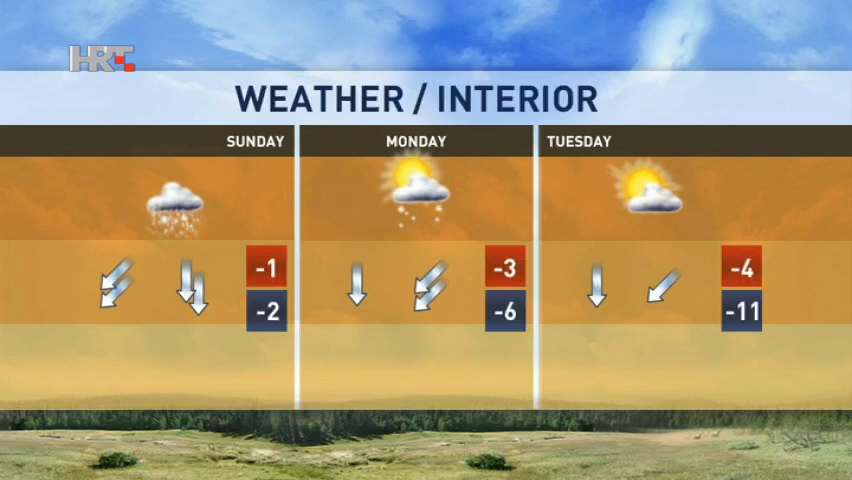 HRT
WEATHER / INTERIOR
SUNDAY
MONDAY
TUESDAY
-1
-3
-4
-2
-6
-11